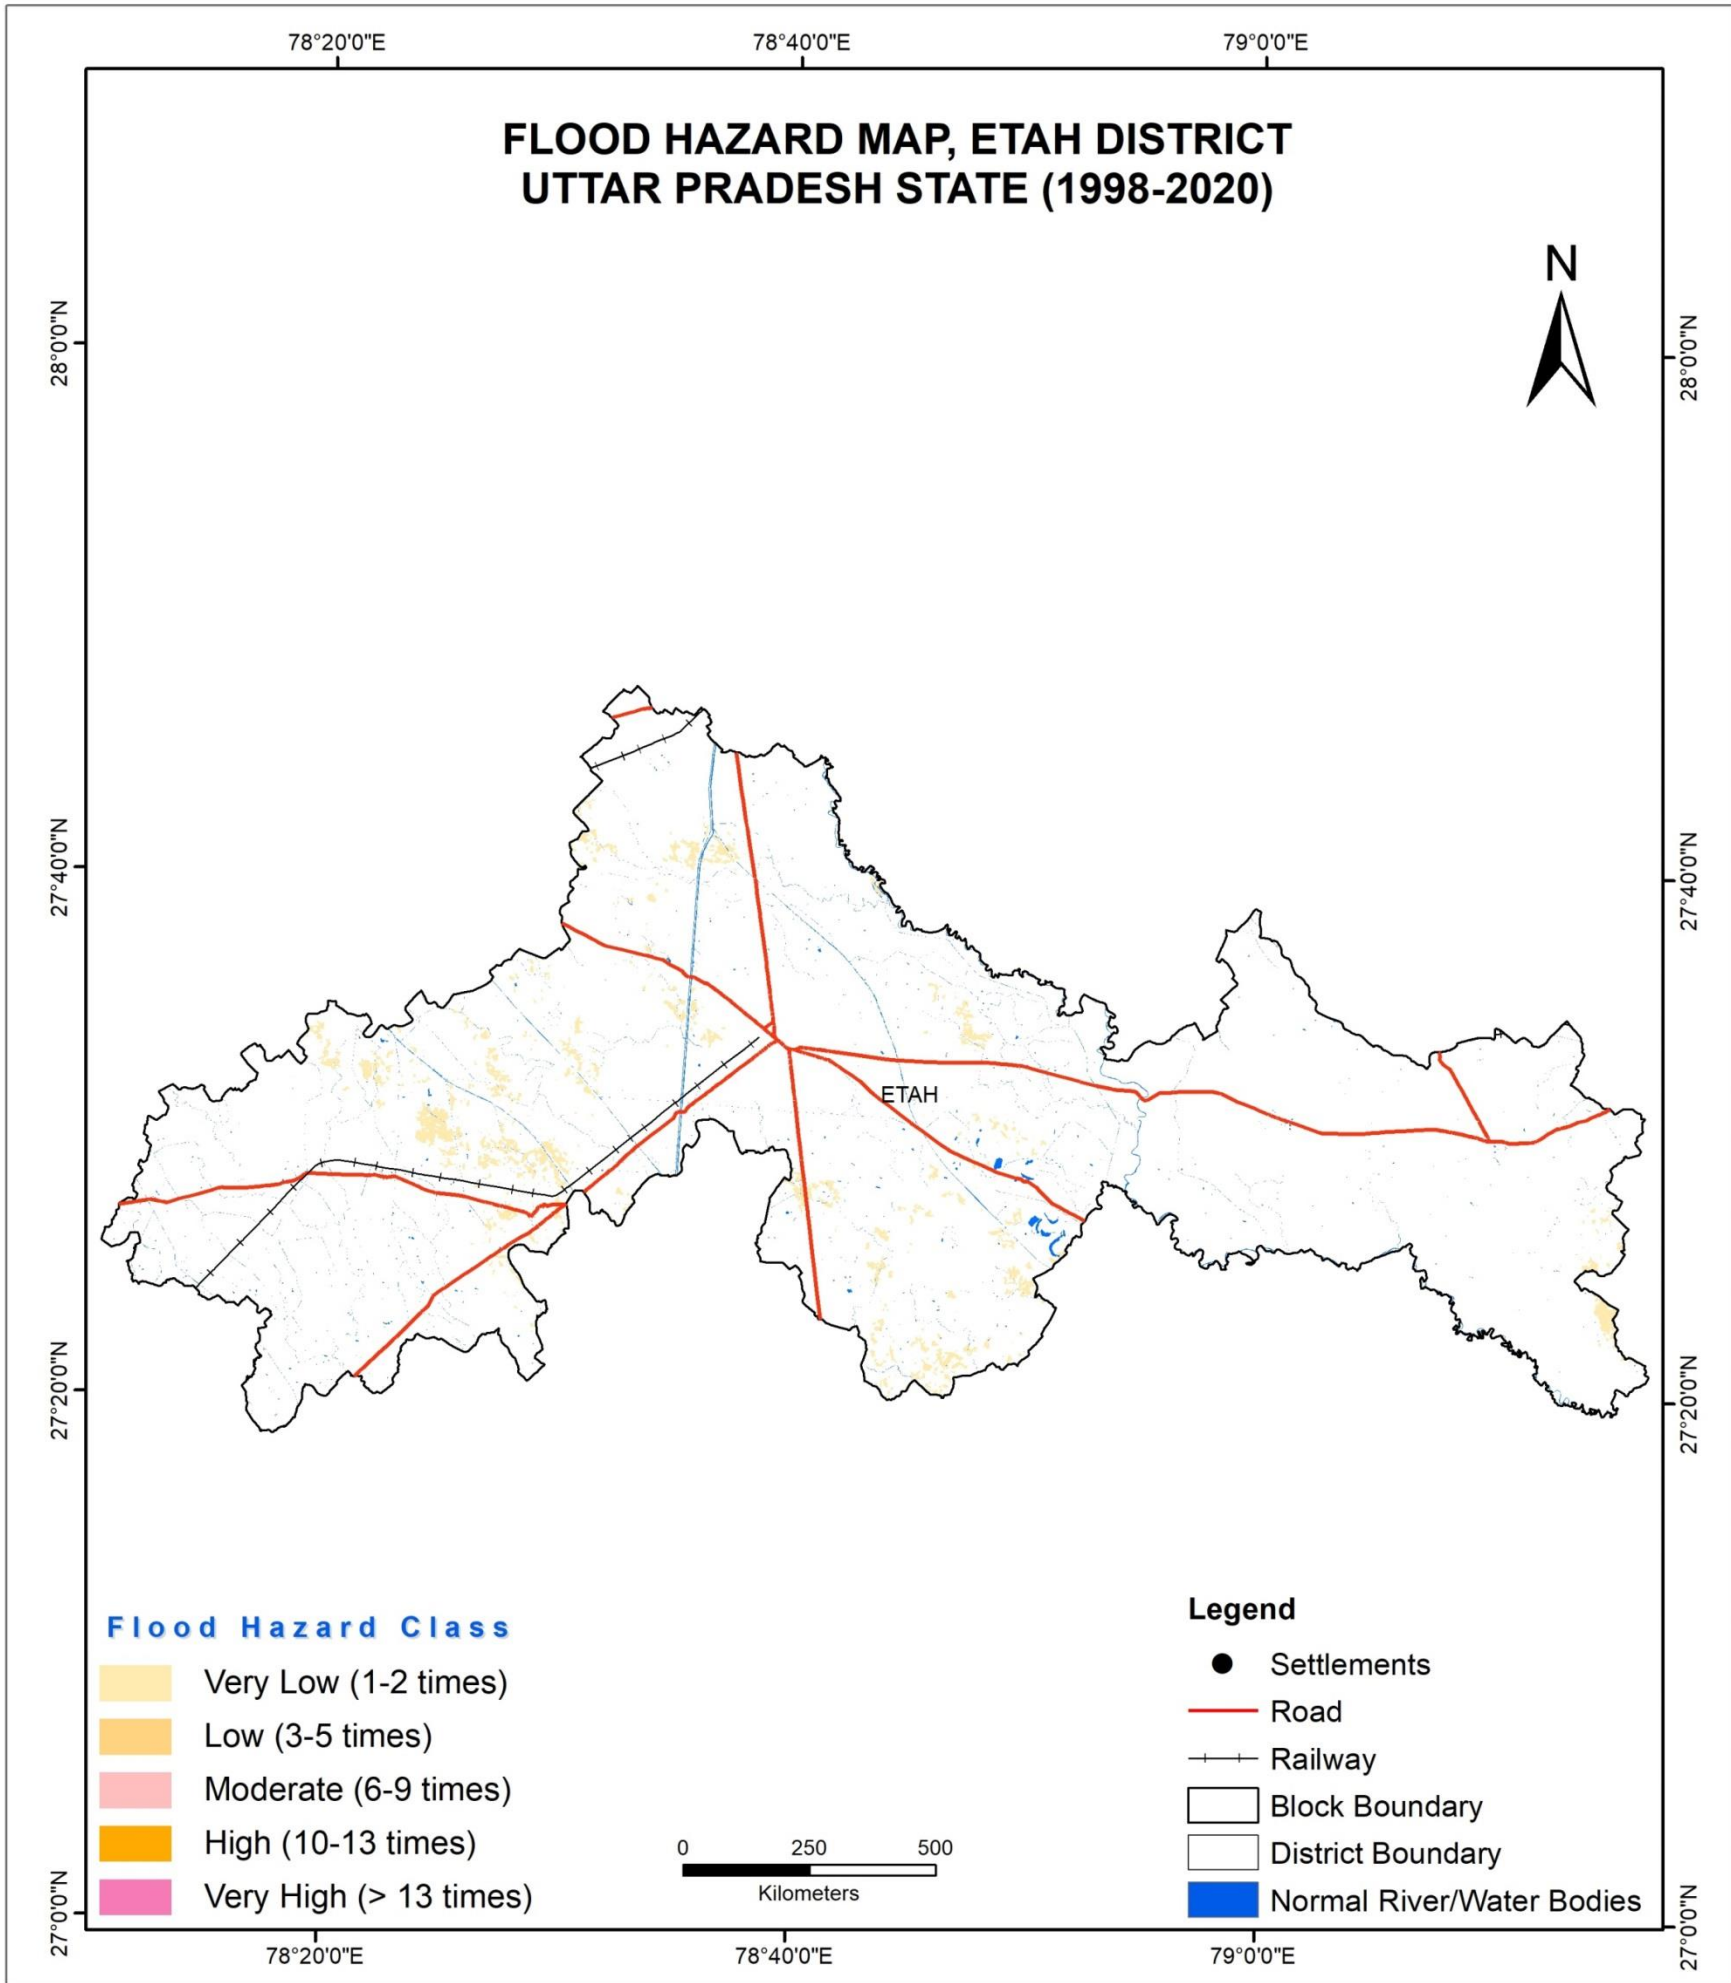 78°20'0"E 78°40'0"E 79°0'0"E
FLOOD HAZARD MAP, ETAH DISTRICT
UTTAR PRADESH STATE (1998-2020)
N
28°0'0"N
28°0'0"N
27°40'0"N
27°40'0"N
ETAH
27°20'0"N
27°20'0"N
Flood Hazard Class
Very Low (1-2 times)
Low (3-5 times)
Moderate (6-9 times)
High (10-13 times)
Very High (> 13 times)
0 250 500
Kilometers
Legend
Settlements
Road
Railway
Block Boundary
District Boundary
Normal River/Water Bodies
27°0'0"N
27°0'0"N
78°20'0"E 78°40'0"E 79°0'0"E